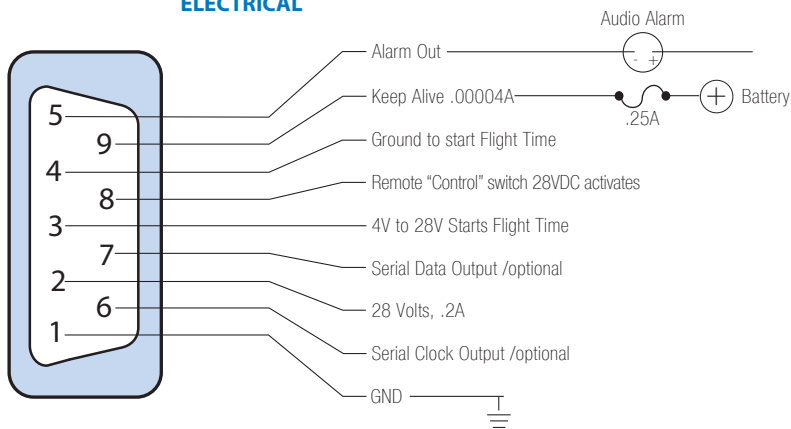 ELECTRICAL
Audio Alarm
Alarm Out
- +
5
Keep Alive .00004A
+ Battery
.25A
9
Ground to start Flight Time
4
Remote “Control” switch 28VDC activates
8
3
4V to 28V Starts Flight Time
7
Serial Data Output /optional
2
28 Volts, .2A
6
1
Serial Clock Output /optional
GND